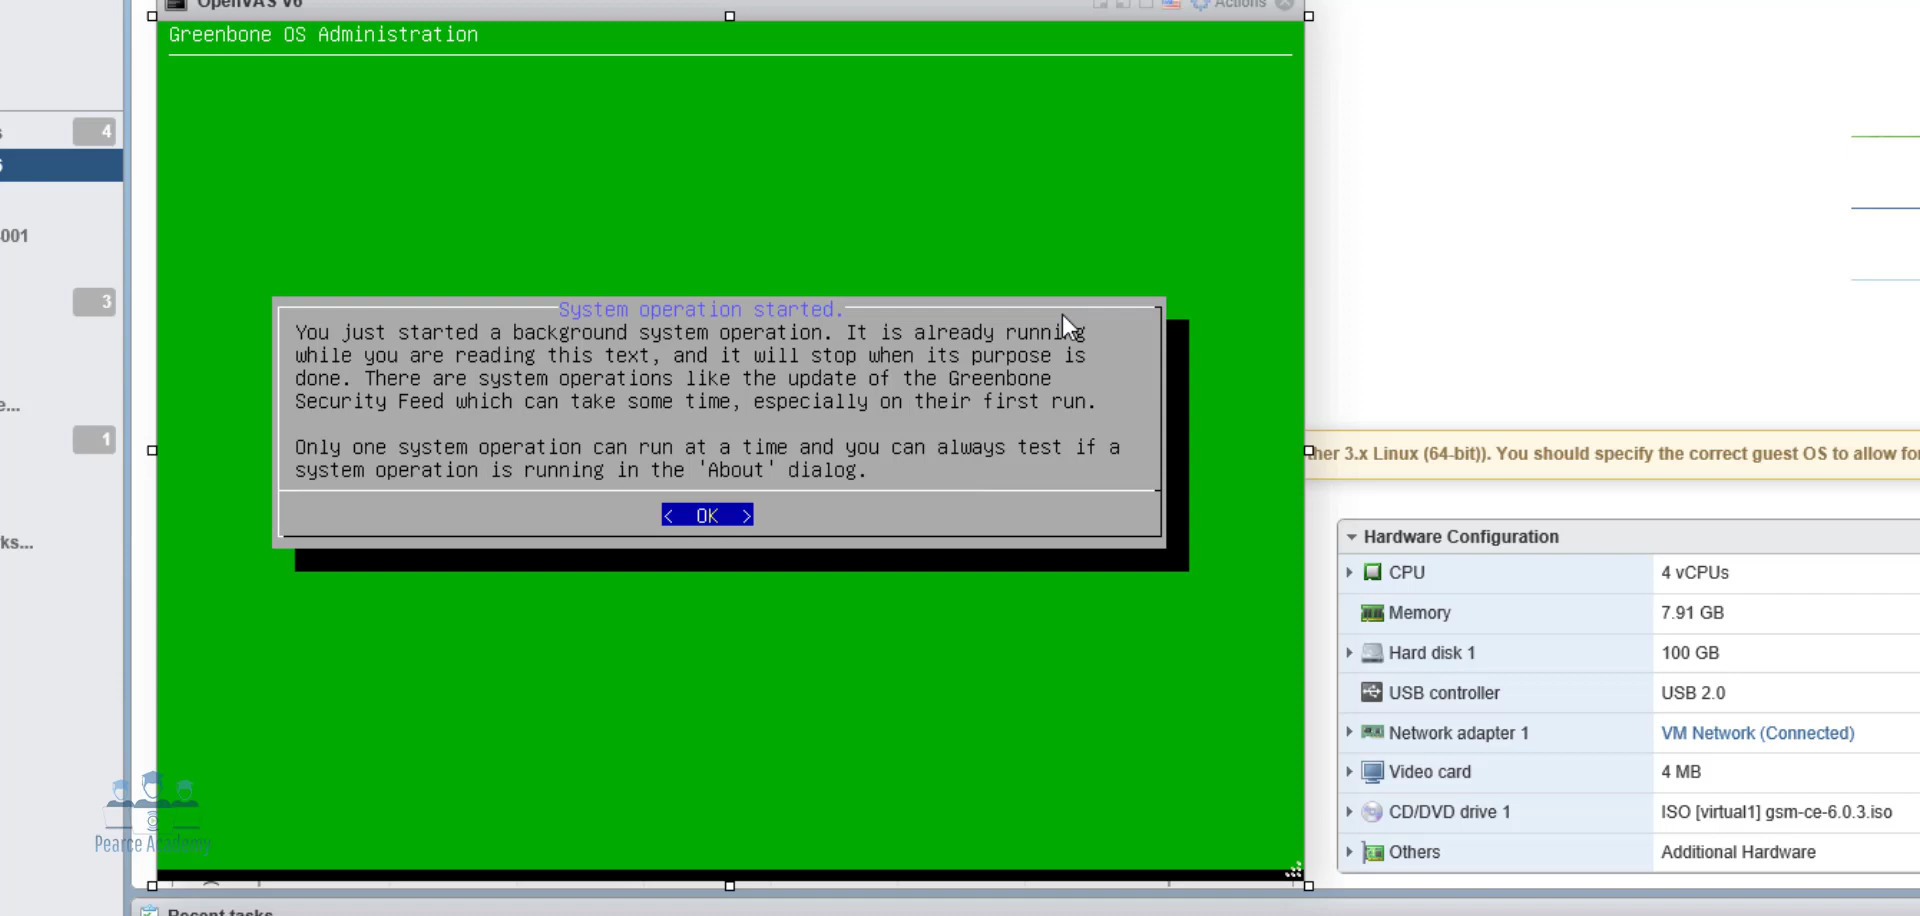 OpenVAS V6
Actions
Greenbone OS Administration
4
001
3
e...
1
ks...
System operation started.
You just started a background system operation. It is already running
while you are reading this text, and it will stop when its purpose is
done. There are system operations like the update of the Greenbone
Security Feed which can take some time, especially on their first run.
Only one system operation can run at a time and you can always test if a
system operation is running in the 'About' dialog.
< OK >
ther 3.x Linux (64-bit)). You should specify the correct guest OS to allow for
Hardware Configuration
CPU 4 vCPUs
Memory 7.91 GB
Hard disk 1 100 GB
USB controller USB 2.0
Network adapter 1 VM Network (Connected)
Video card 4 MB
CD/DVD drive 1 ISO [virtual1] gsm-ce-6.0.3.iso
Others Additional Hardware
Pearce Academy
Recent tasks